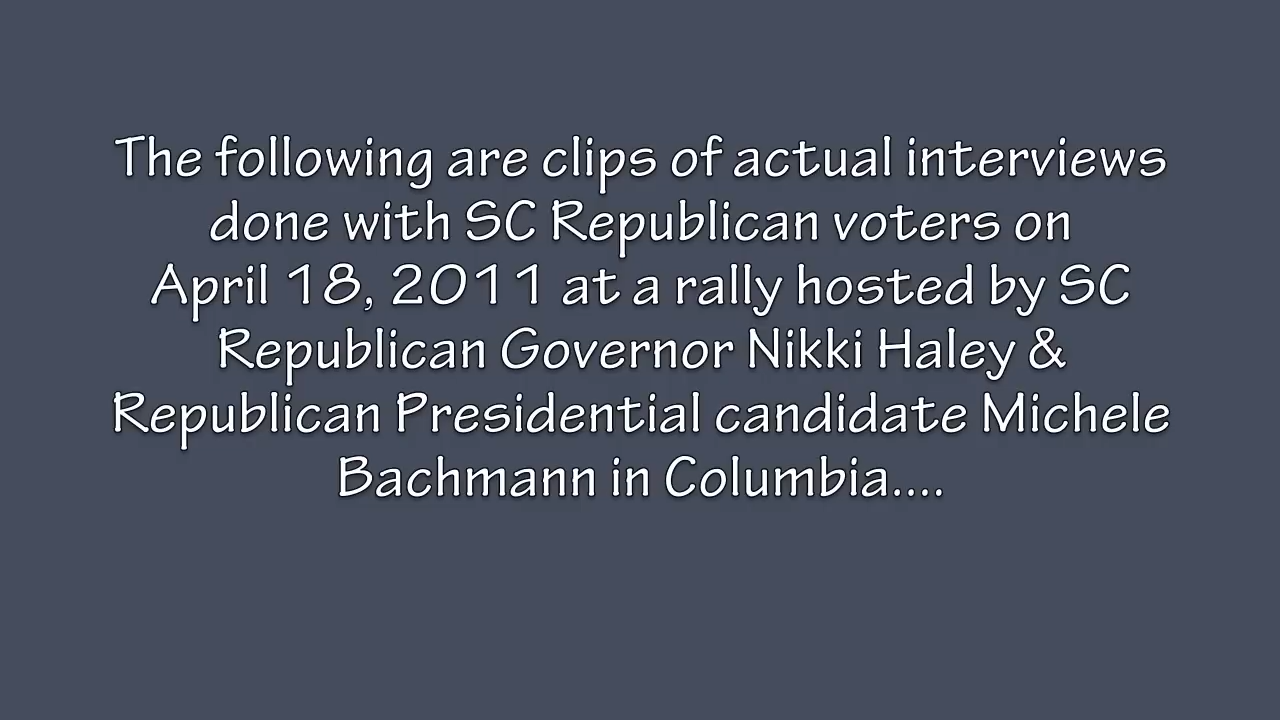 The following are clips of actual interviews
done with SC Republican voters on
April 18, 2011 at a rally hosted by SC
Republican Governor Nikki Haley &
Republican Presidential candidate Michele
Bachmann in Columbia....